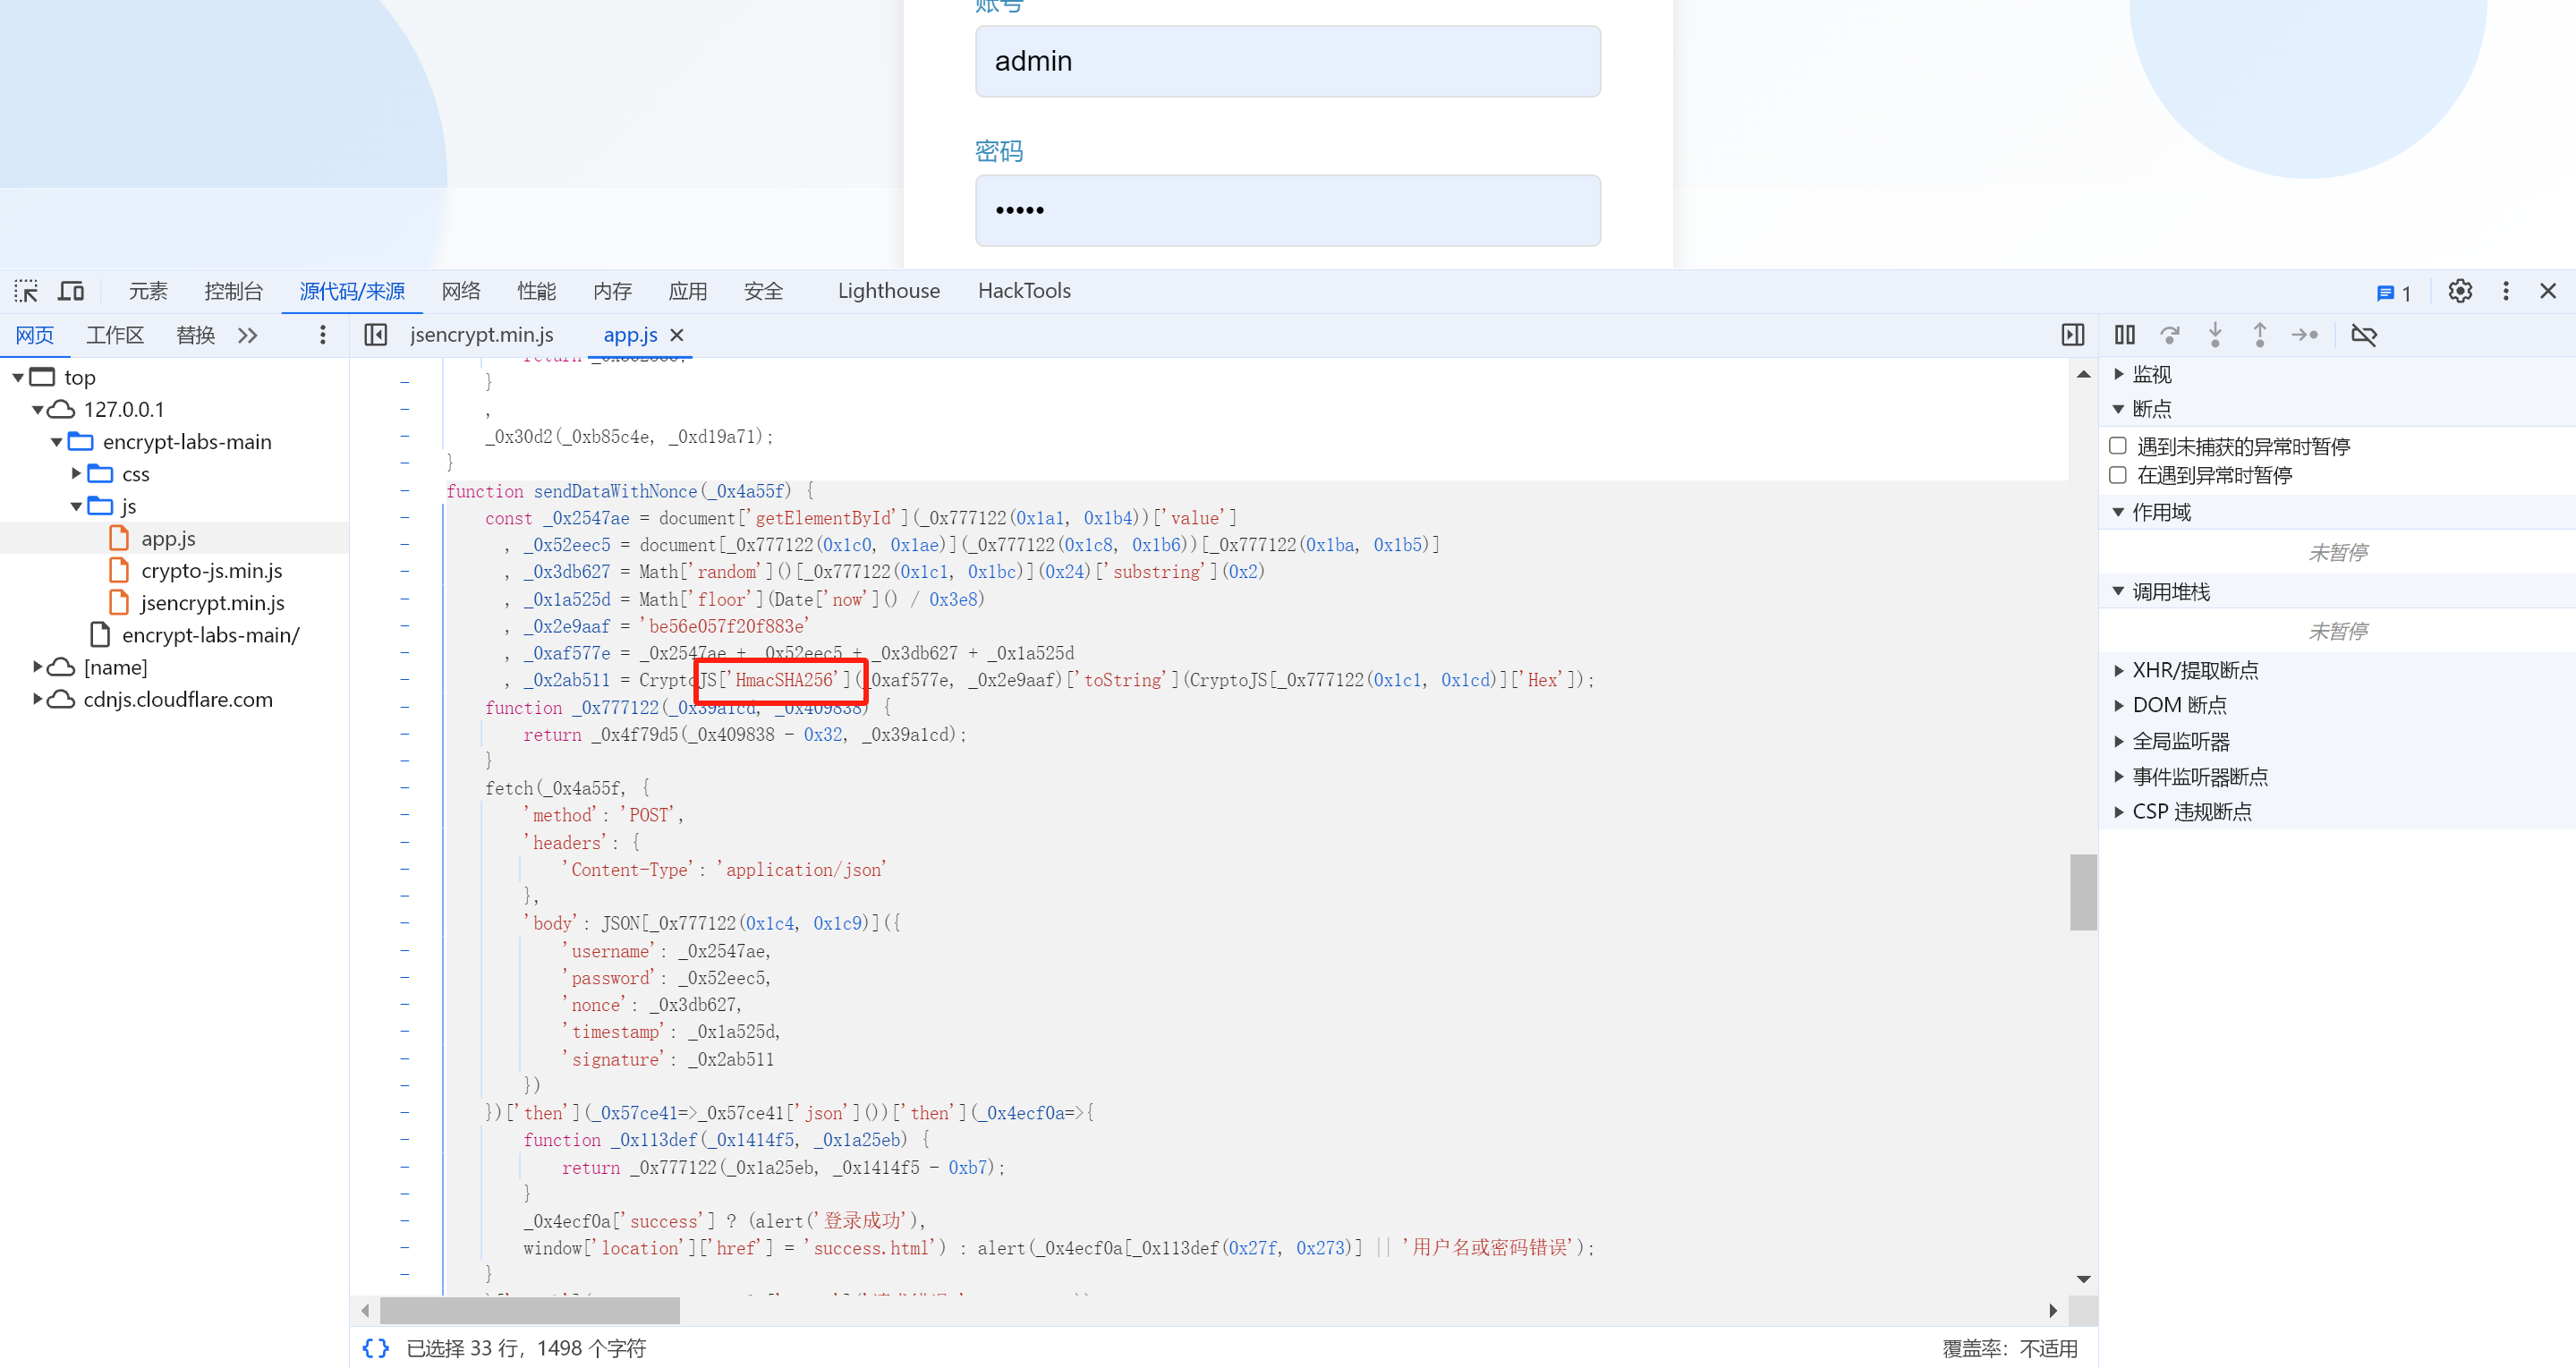 账号
admin
密码
•••••
元素 控制台 源代码/来源 网络 性能 内存 应用 安全 Lighthouse HackTools 1
网页 工作区 替换 jsencrypt.min.js app.js
top
127.0.0.1
encrypt-labs-main
css
js
app.js
crypto-js.min.js
jsencrypt.min.js
encrypt-labs-main/
[name]
cdnjs.cloudflare.com
}
,
_0x30d2(_0xb85c4e, _0xd19a71);
}
function sendDataWithNonce(_0x4a55f) {
const _0x2547ae = document['getElementById'](_0x777122(0x1a1, 0x1b4))['value']
, _0x52eec5 = document[_0x777122(0x1c0, 0x1ae)](_0x777122(0x1c8, 0x1b6))[_0x777122(0x1ba, 0x1b5)]
, _0x3db627 = Math['random']()[_0x777122(0x1c1, 0x1bc)](0x24)['substring'](0x2)
, _0x1a525d = Math['floor'](Date['now']() / 0x3e8)
, _0x2e9aaf = 'be56e057f20f883e'
, _0xaf577e = _0x2547ae + _0x52eec5 + _0x3db627 + _0x1a525d
, _0x2ab511 = CryptoJS['HmacSHA256'](_0xaf577e, _0x2e9aaf)['toString'](CryptoJS[_0x777122(0x1c1, 0x1cd)]['Hex']);
function _0x777122(_0x39a1cd, _0x409838) {
return _0x4f79d5(_0x409838 - 0x32, _0x39a1cd);
}
fetch(_0x4a55f, {
'method': 'POST',
'headers': {
'Content-Type': 'application/json'
},
'body': JSON[_0x777122(0x1c4, 0x1c9)]({
'username': _0x2547ae,
'password': _0x52eec5,
'nonce': _0x3db627,
'timestamp': _0x1a525d,
'signature': _0x2ab511
})
})['then'](_0x57ce41=>_0x57ce41['json']())['then'](_0x4ecf0a=>{
function _0x113def(_0x1414f5, _0x1a25eb) {
return _0x777122(_0x1a25eb, _0x1414f5 - 0xb7);
}
_0x4ecf0a['success'] ? (alert('登录成功'),
window['location']['href'] = 'success.html') : alert(_0x4ecf0a[_0x113def(0x27f, 0x273)] || '用户名或密码错误');
}
已选择 33 行，1498 个字符
覆盖率：不适用
监视
断点
遇到未捕获的异常时暂停
在遇到异常时暂停
作用域
未暂停
调用堆栈
未暂停
XHR/提取断点
DOM 断点
全局监听器
事件监听器断点
CSP 违规断点